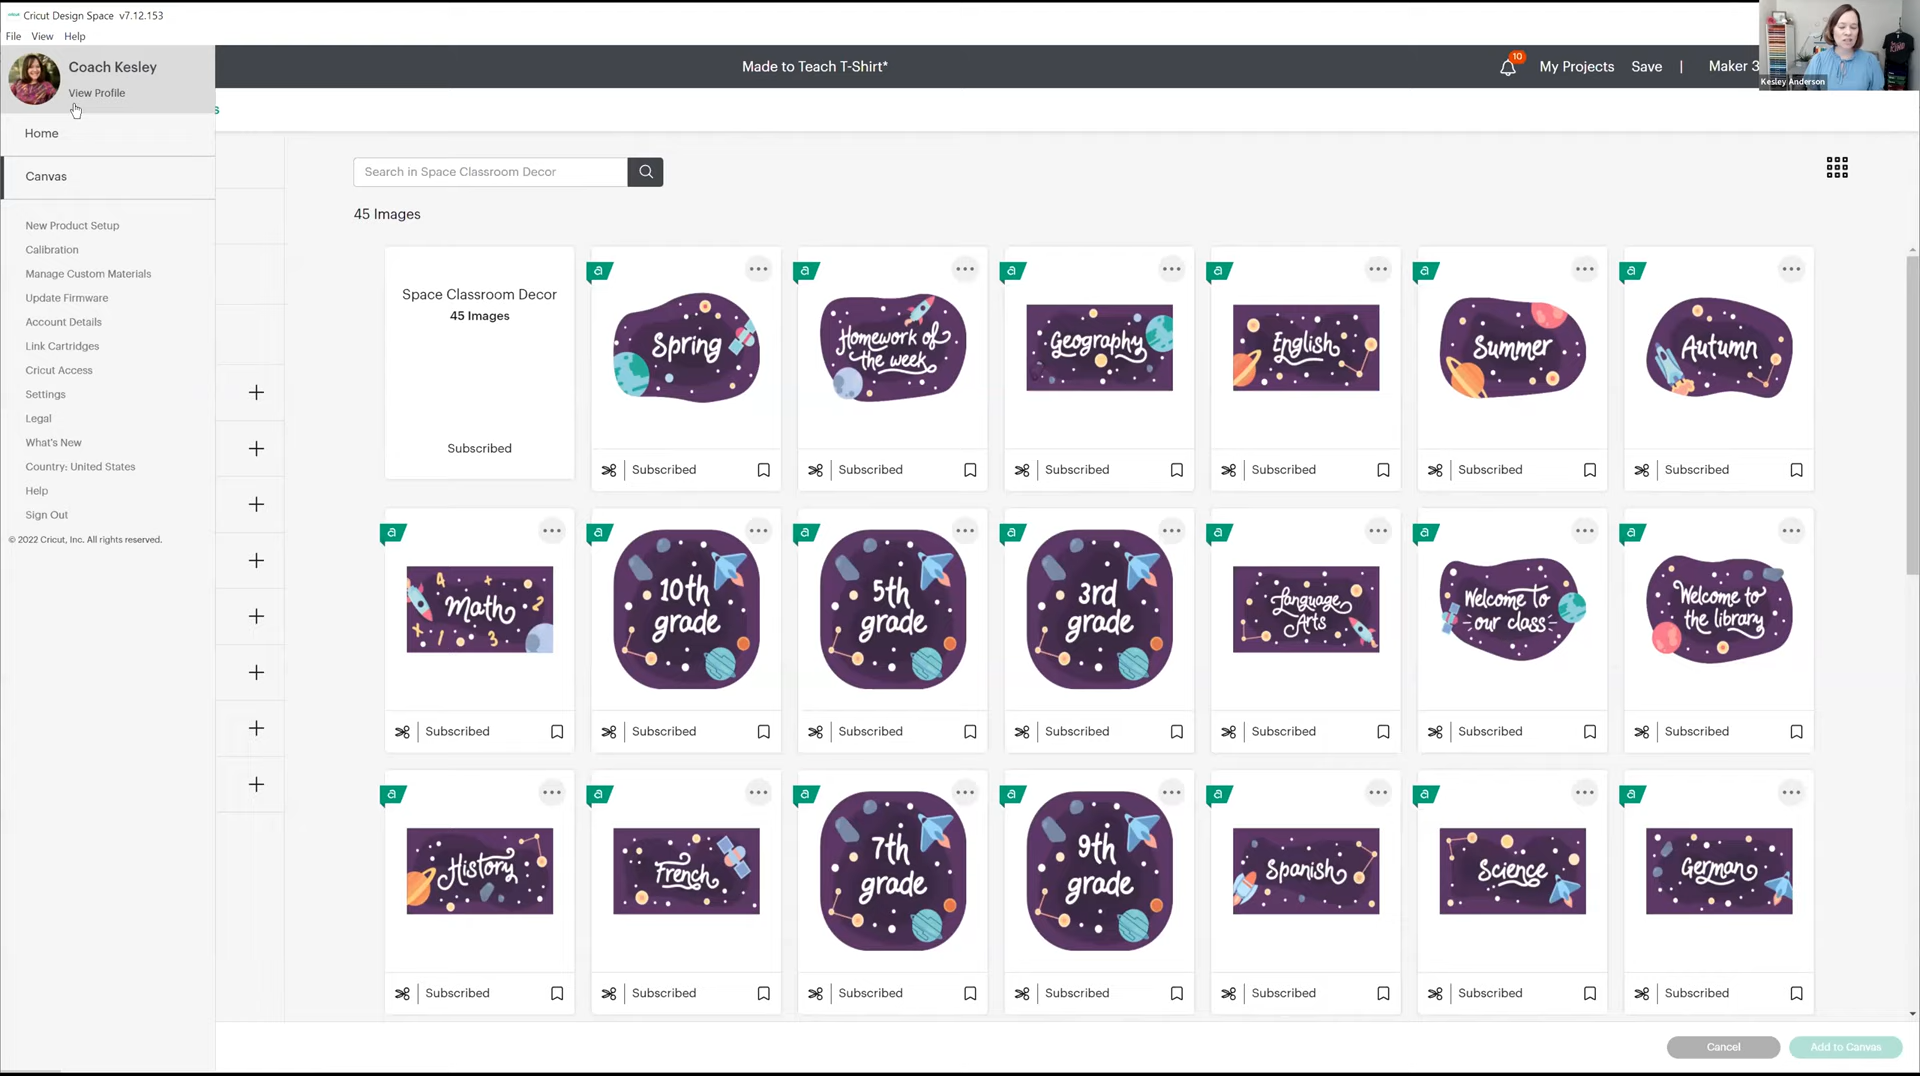 Cricut Design Space v7.12.153
File View Help
Coach Kesley
View Profile
Made to Teach T-Shirt*
10
My Projects
Save
|
Maker 3
Kesley Anderson
s
Home
Canvas
New Product Setup
Calibration
Manage Custom Materials
Update Firmware
Account Details
Link Cartridges
Cricut Access
Settings
Legal
What's New
Country: United States
Help
Sign Out
© 2022 Cricut, Inc. All rights reserved.
Search in Space Classroom Decor
45 Images
Space Classroom Decor
45 Images
Subscribed
a
Spring
Subscribed
a
Homework of
the week
Subscribed
a
Geography
Subscribed
a
English
Subscribed
a
Summer
Subscribed
a
Autumn
Subscribed
a
4 + 2
Math
x 1 3
Subscribed
a
10th
grade
Subscribed
a
5th
grade
Subscribed
a
3rd
grade
Subscribed
a
Language
Arts
Subscribed
a
Welcome to
our class
Subscribed
a
Welcome to
the library
Subscribed
a
History
Subscribed
a
French
Subscribed
a
7th
grade
Subscribed
a
9th
grade
Subscribed
a
Spanish
Subscribed
a
Science
Subscribed
a
German
Subscribed
Cancel
Add to Canvas